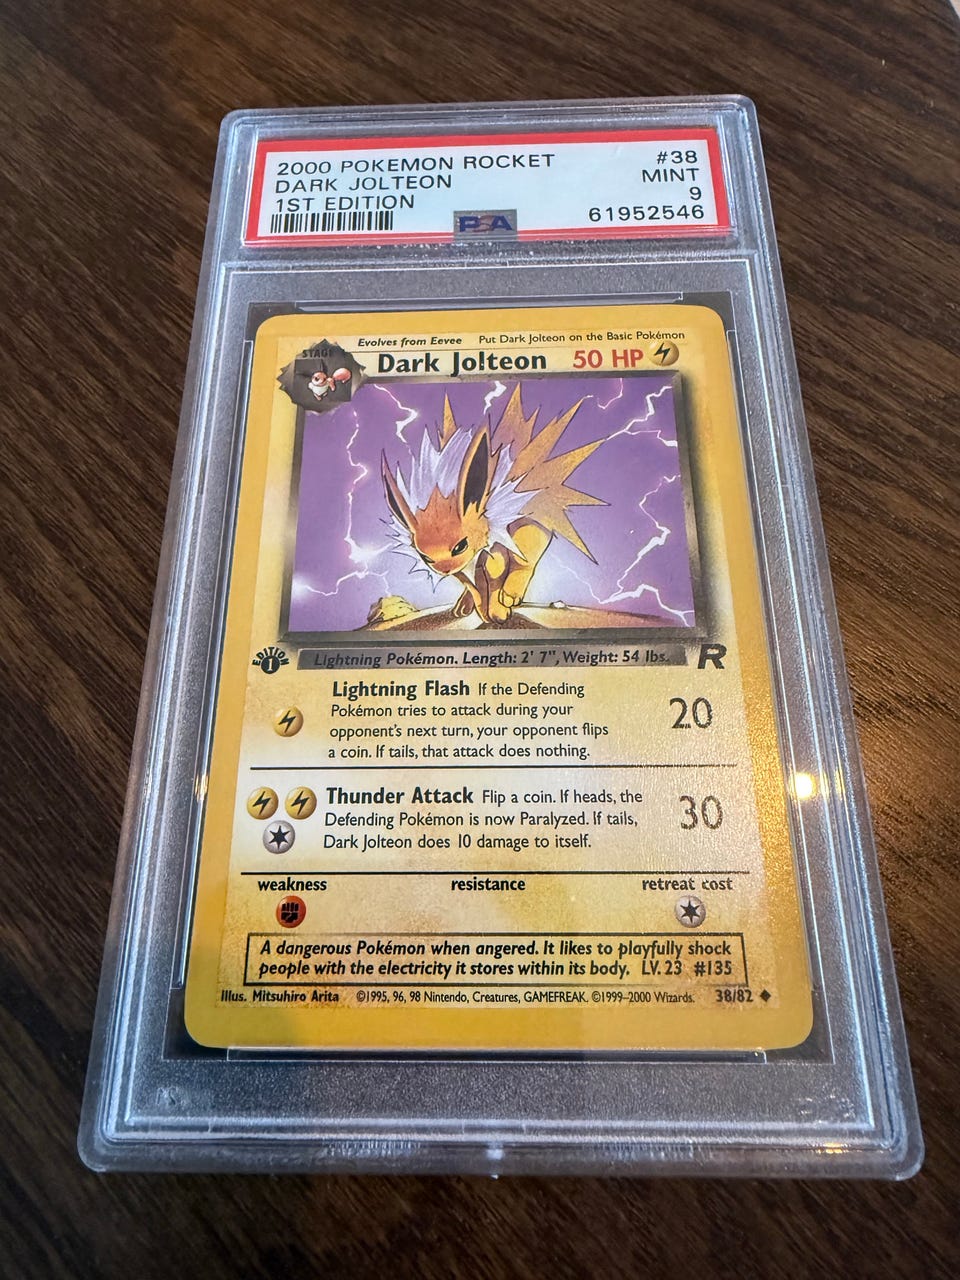 2000 POKEMON ROCKET #38
DARK JOLTEON MINT
1ST EDITION 9
PSA 61952546
Evolves from Eevee Put Dark Jolteon on the Basic Pokémon
STAGE 1
Dark Jolteon 50 HP
EDITION 1
Lightning Pokémon. Length: 2' 7", Weight: 54 lbs. R
Lightning Flash If the Defending
Pokémon tries to attack during your
opponent's next turn, your opponent flips
a coin. If tails, that attack does nothing.
20
Thunder Attack Flip a coin. If heads, the
Defending Pokémon is now Paralyzed. If tails,
Dark Jolteon does 10 damage to itself.
30
weakness resistance retreat cost
A dangerous Pokémon when angered. It likes to playfully shock
people with the electricity it stores within its body. LV. 23 #135
Illus. Mitsuhiro Arita ©1995, 96, 98 Nintendo, Creatures, GAMEFREAK. ©1999-2000 Wizards. 38/82